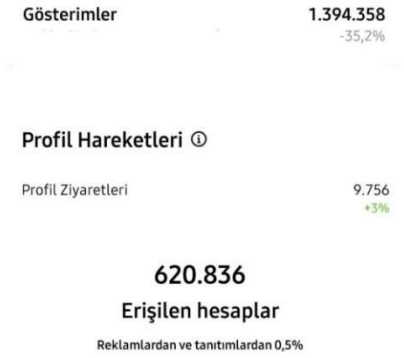 Gösterimler 1.394.358
-35,2%
Profil Hareketleri
Profil Ziyaretleri 9.756
+3%
620.836
Erişilen hesaplar
Reklamlardan ve tanıtımlardan 0,5%